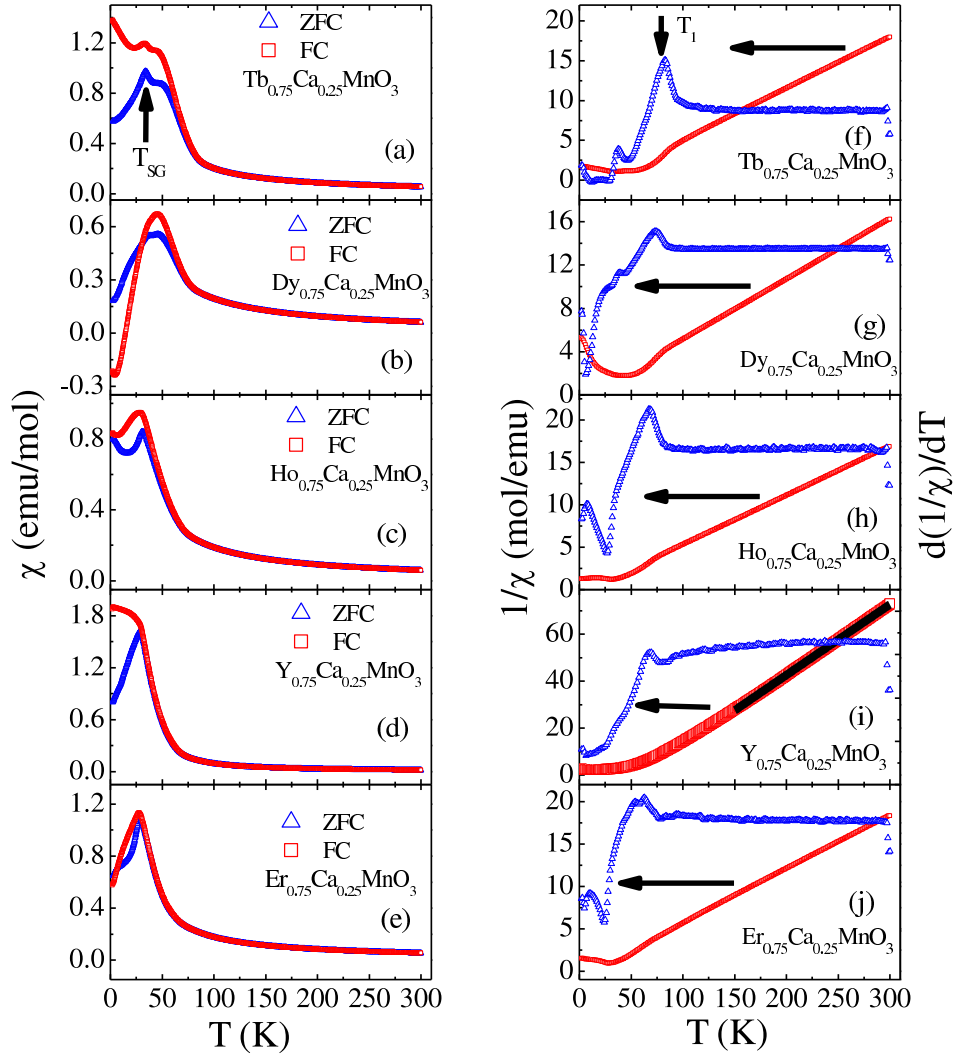 χ (emu/mol)
1.2
0.8
0.4
0.0
ZFC
FC
Tb0.75Ca0.25MnO3
TSG
(a)
0.6
0.3
0.0
-0.3
ZFC
FC
Dy0.75Ca0.25MnO3
(b)
0.8
0.4
0.0
ZFC
FC
Ho0.75Ca0.25MnO3
(c)
1.8
1.2
0.6
0.0
ZFC
FC
Y0.75Ca0.25MnO3
(d)
1.2
0.8
0.4
0.0
ZFC
FC
Er0.75Ca0.25MnO3
(e)
0 50 100 150 200 250 300
T (K)
1/χ (mol/emu)
20
15
10
5
0
T1
(f)
Tb0.75Ca0.25MnO3
16
12
8
4
0
(g)
Dy0.75Ca0.25MnO3
20
15
10
5
0
(h)
Ho0.75Ca0.25MnO3
60
40
20
0
(i)
Y0.75Ca0.25MnO3
20
15
10
5
0
(j)
Er0.75Ca0.25MnO3
0 50 100 150 200 250 300
T (K)
d(1/χ)/dT